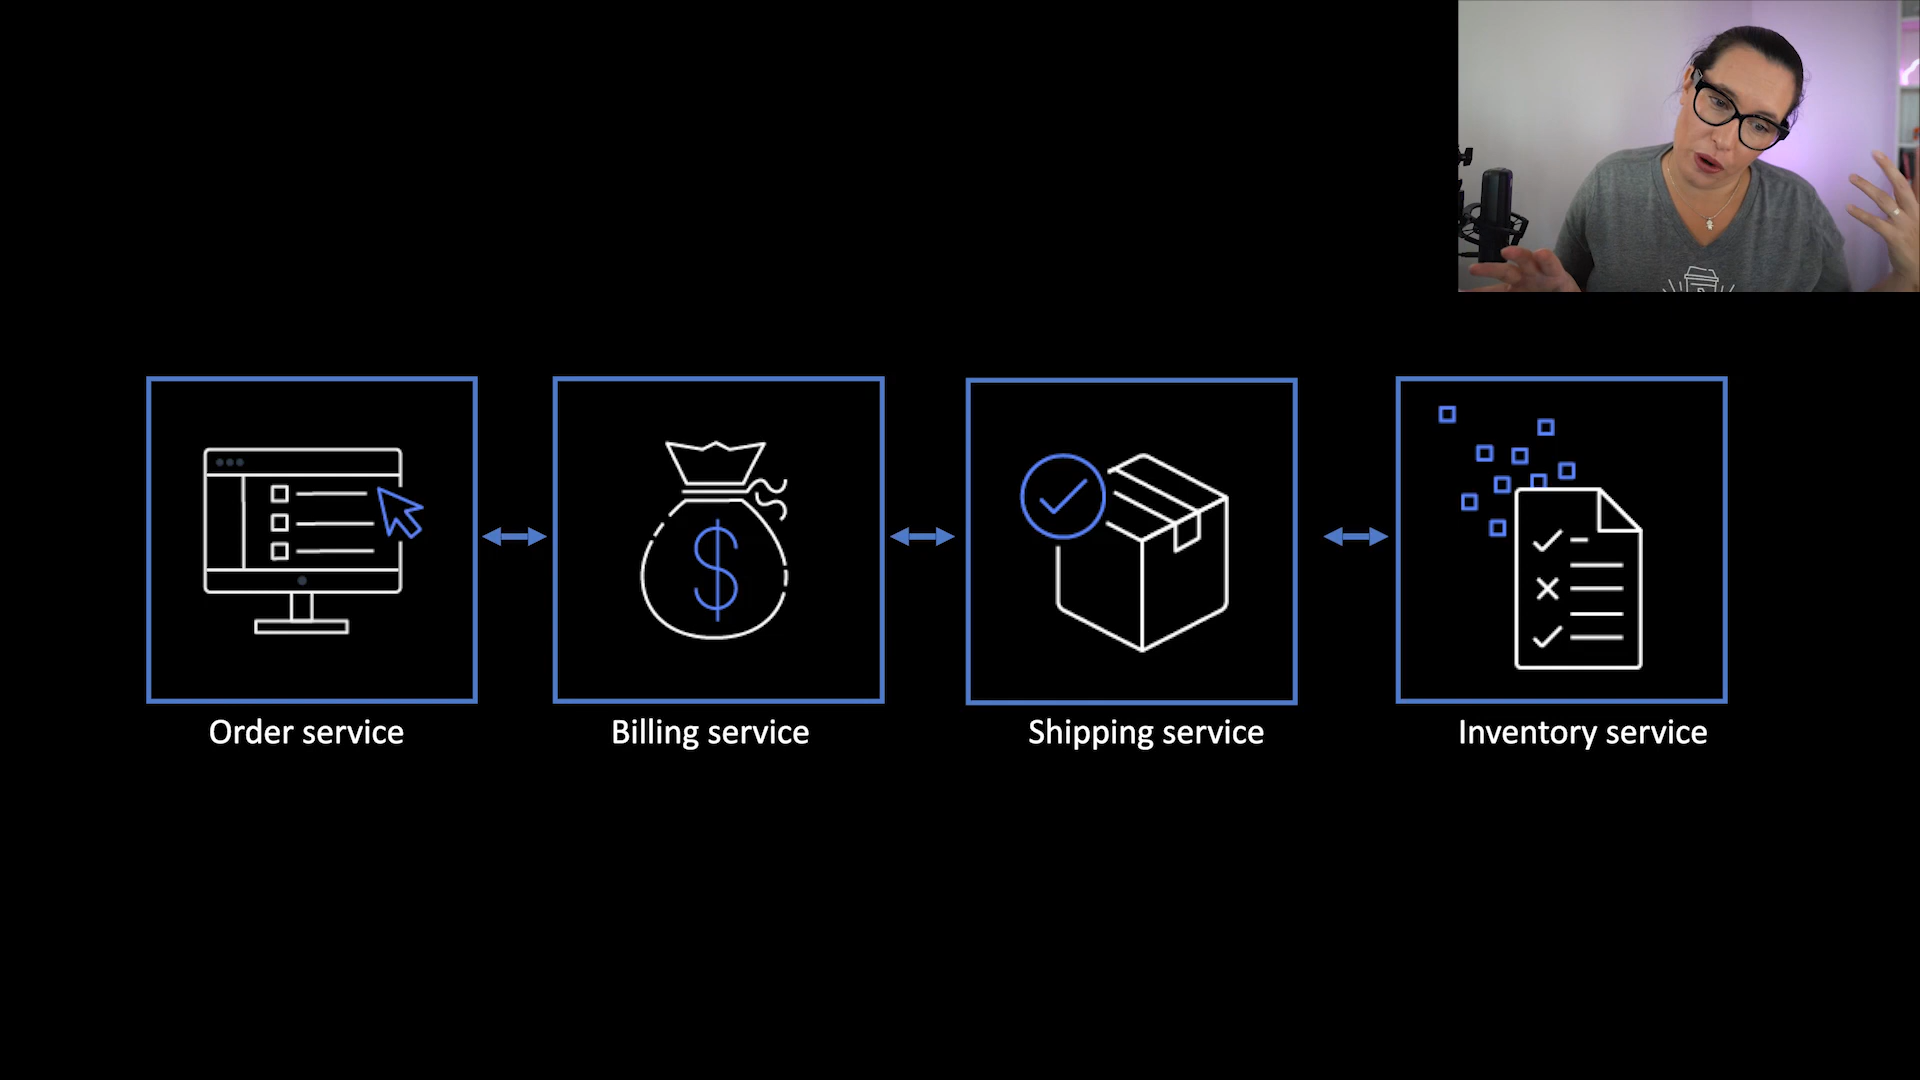 Order service
Billing service
Shipping service
Inventory service